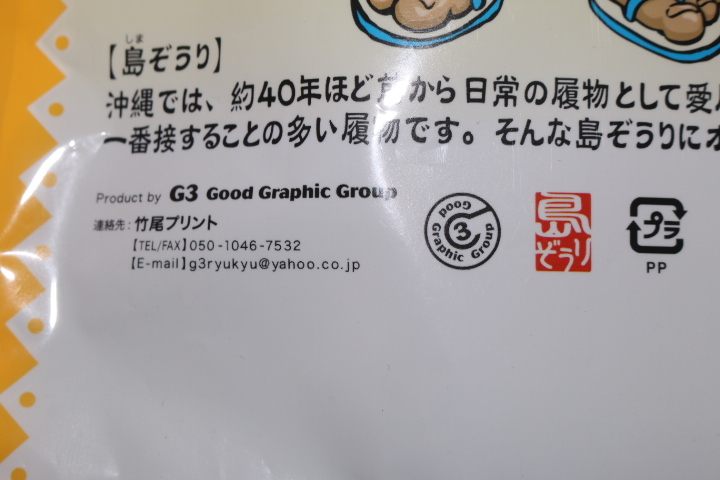 しま
【島ぞうり】
沖縄では、約40年ほど前から日常の履物として愛
一番接することの多い履物です。そんな島ぞうりに
Product by G3 Good Graphic Group
連絡先：竹尾プリント
【TEL/FAX】050-1046-7532
【E-mail】g3ryukyu@yahoo.co.jp
Good Graphic Group
G3
島ぞうり
プラ
PP